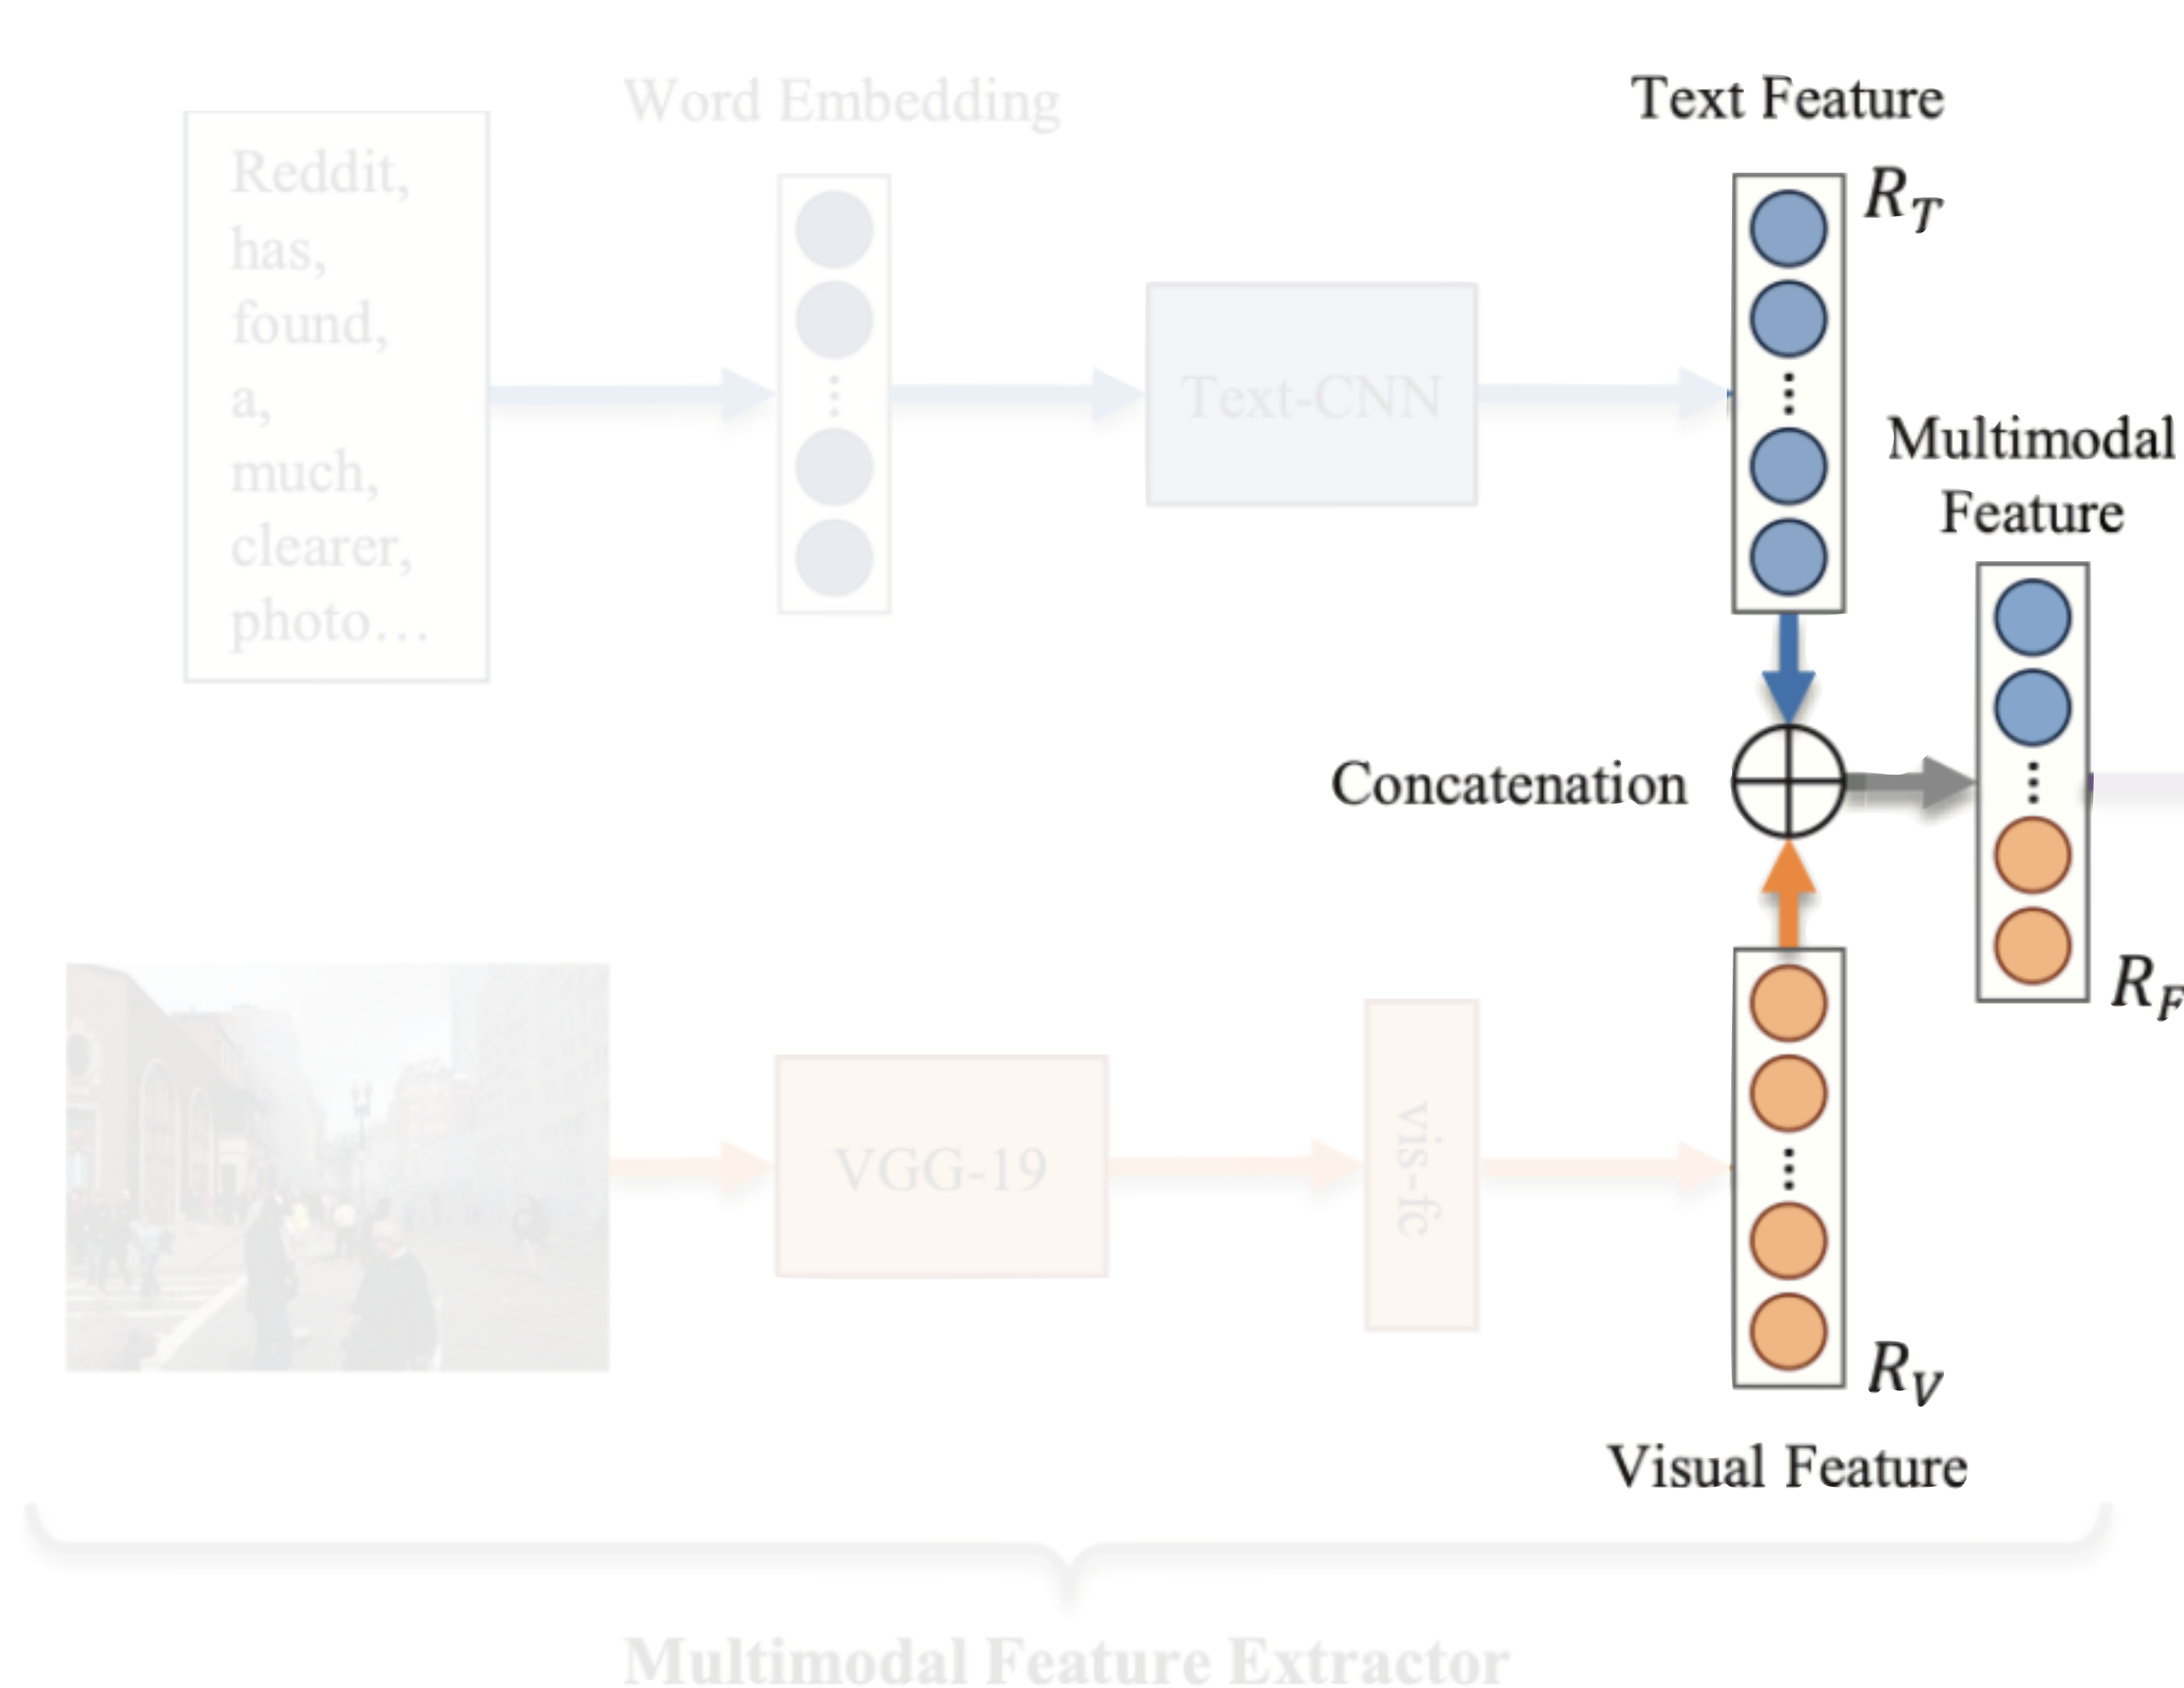 Word Embedding
Text Feature
Reddit,
has,
found,
a,
much,
clearer,
photo…
Text-CNN
R_T
Multimodal
Feature
Concatenation
R_F
VGG-19
vis-fc
R_V
Visual Feature
Multimodal Feature Extractor